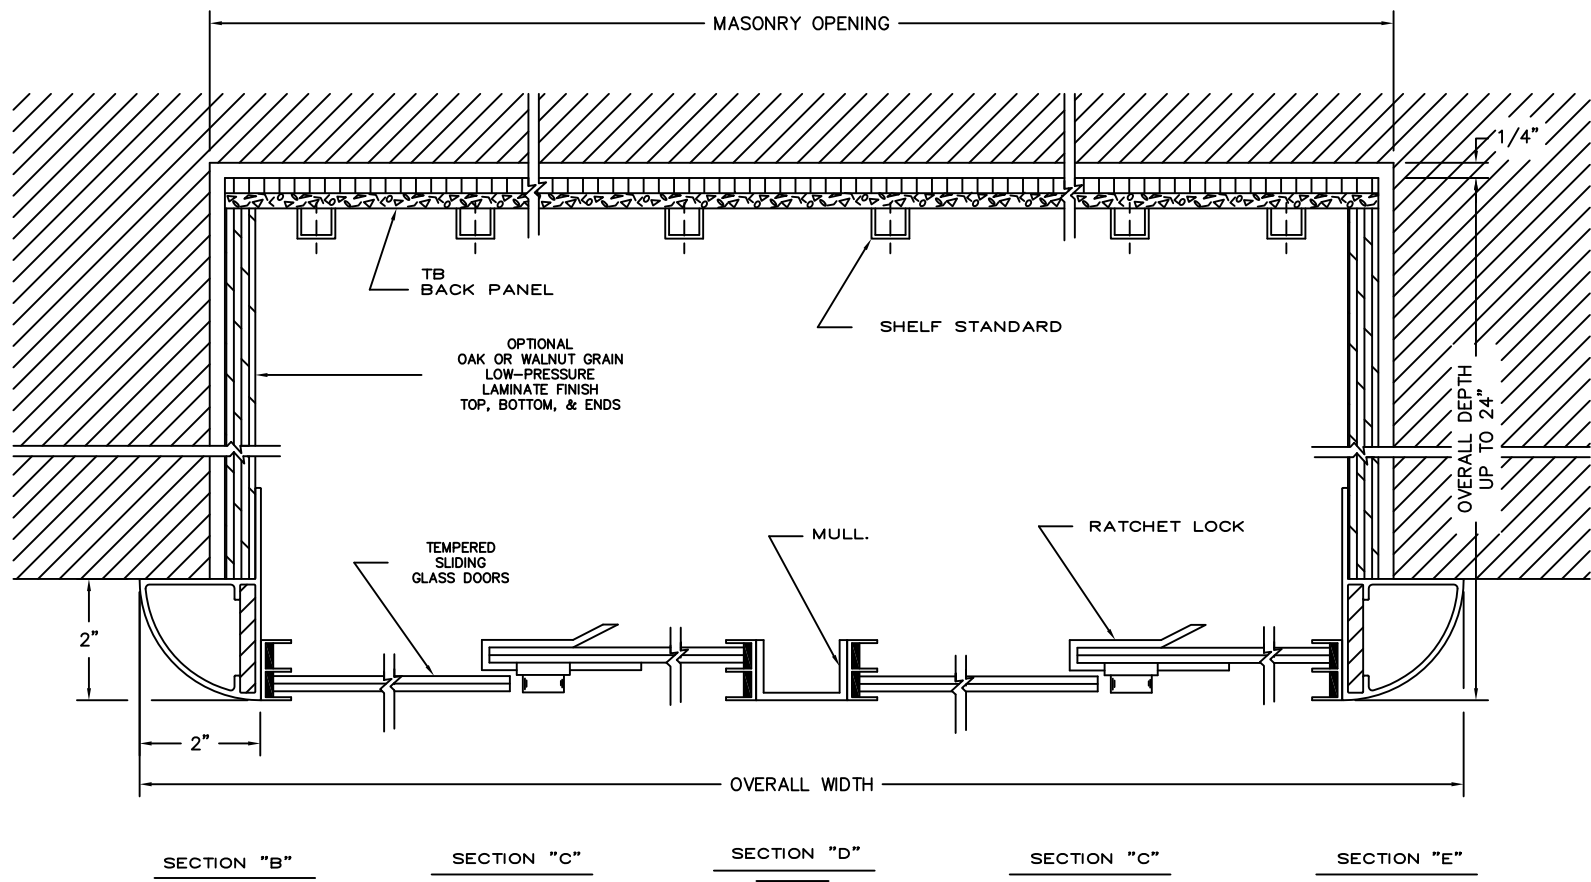 MASONRY OPENING
1/4"
TB
BACK PANEL
SHELF STANDARD
OPTIONAL
OAK OR WALNUT GRAIN
LOW-PRESSURE
LAMINATE FINISH
TOP, BOTTOM, & ENDS
OVERALL DEPTH
UP TO 24"
TEMPERED
SLIDING
GLASS DOORS
MULL.
RATCHET LOCK
2"
2"
OVERALL WIDTH
SECTION "B"
SECTION "C"
SECTION "D"
SECTION "C"
SECTION "E"